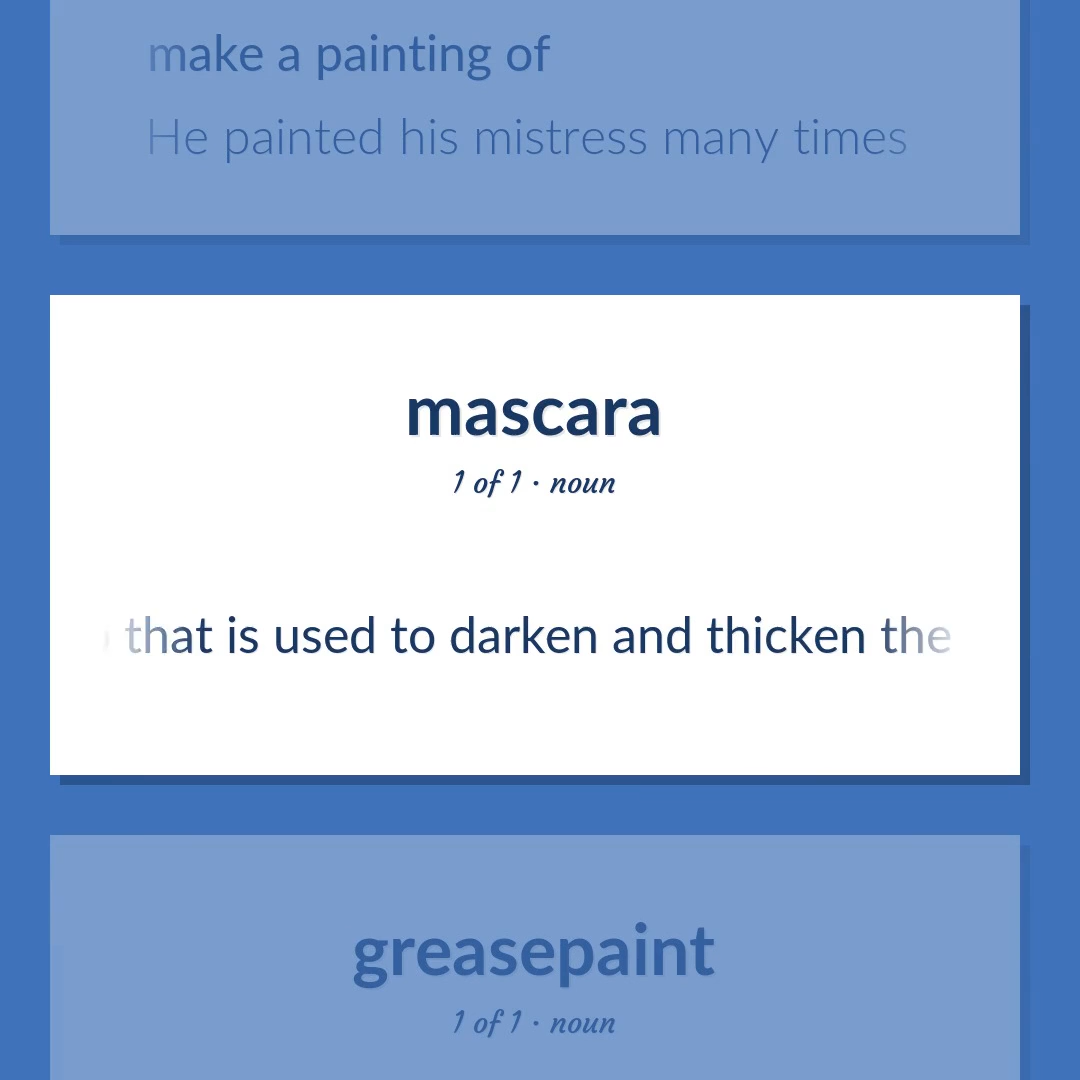 make a painting of
He painted his mistress many times
mascara
1 of 1 · noun
that is used to darken and thicken the
greasepaint
1 of 1 · noun